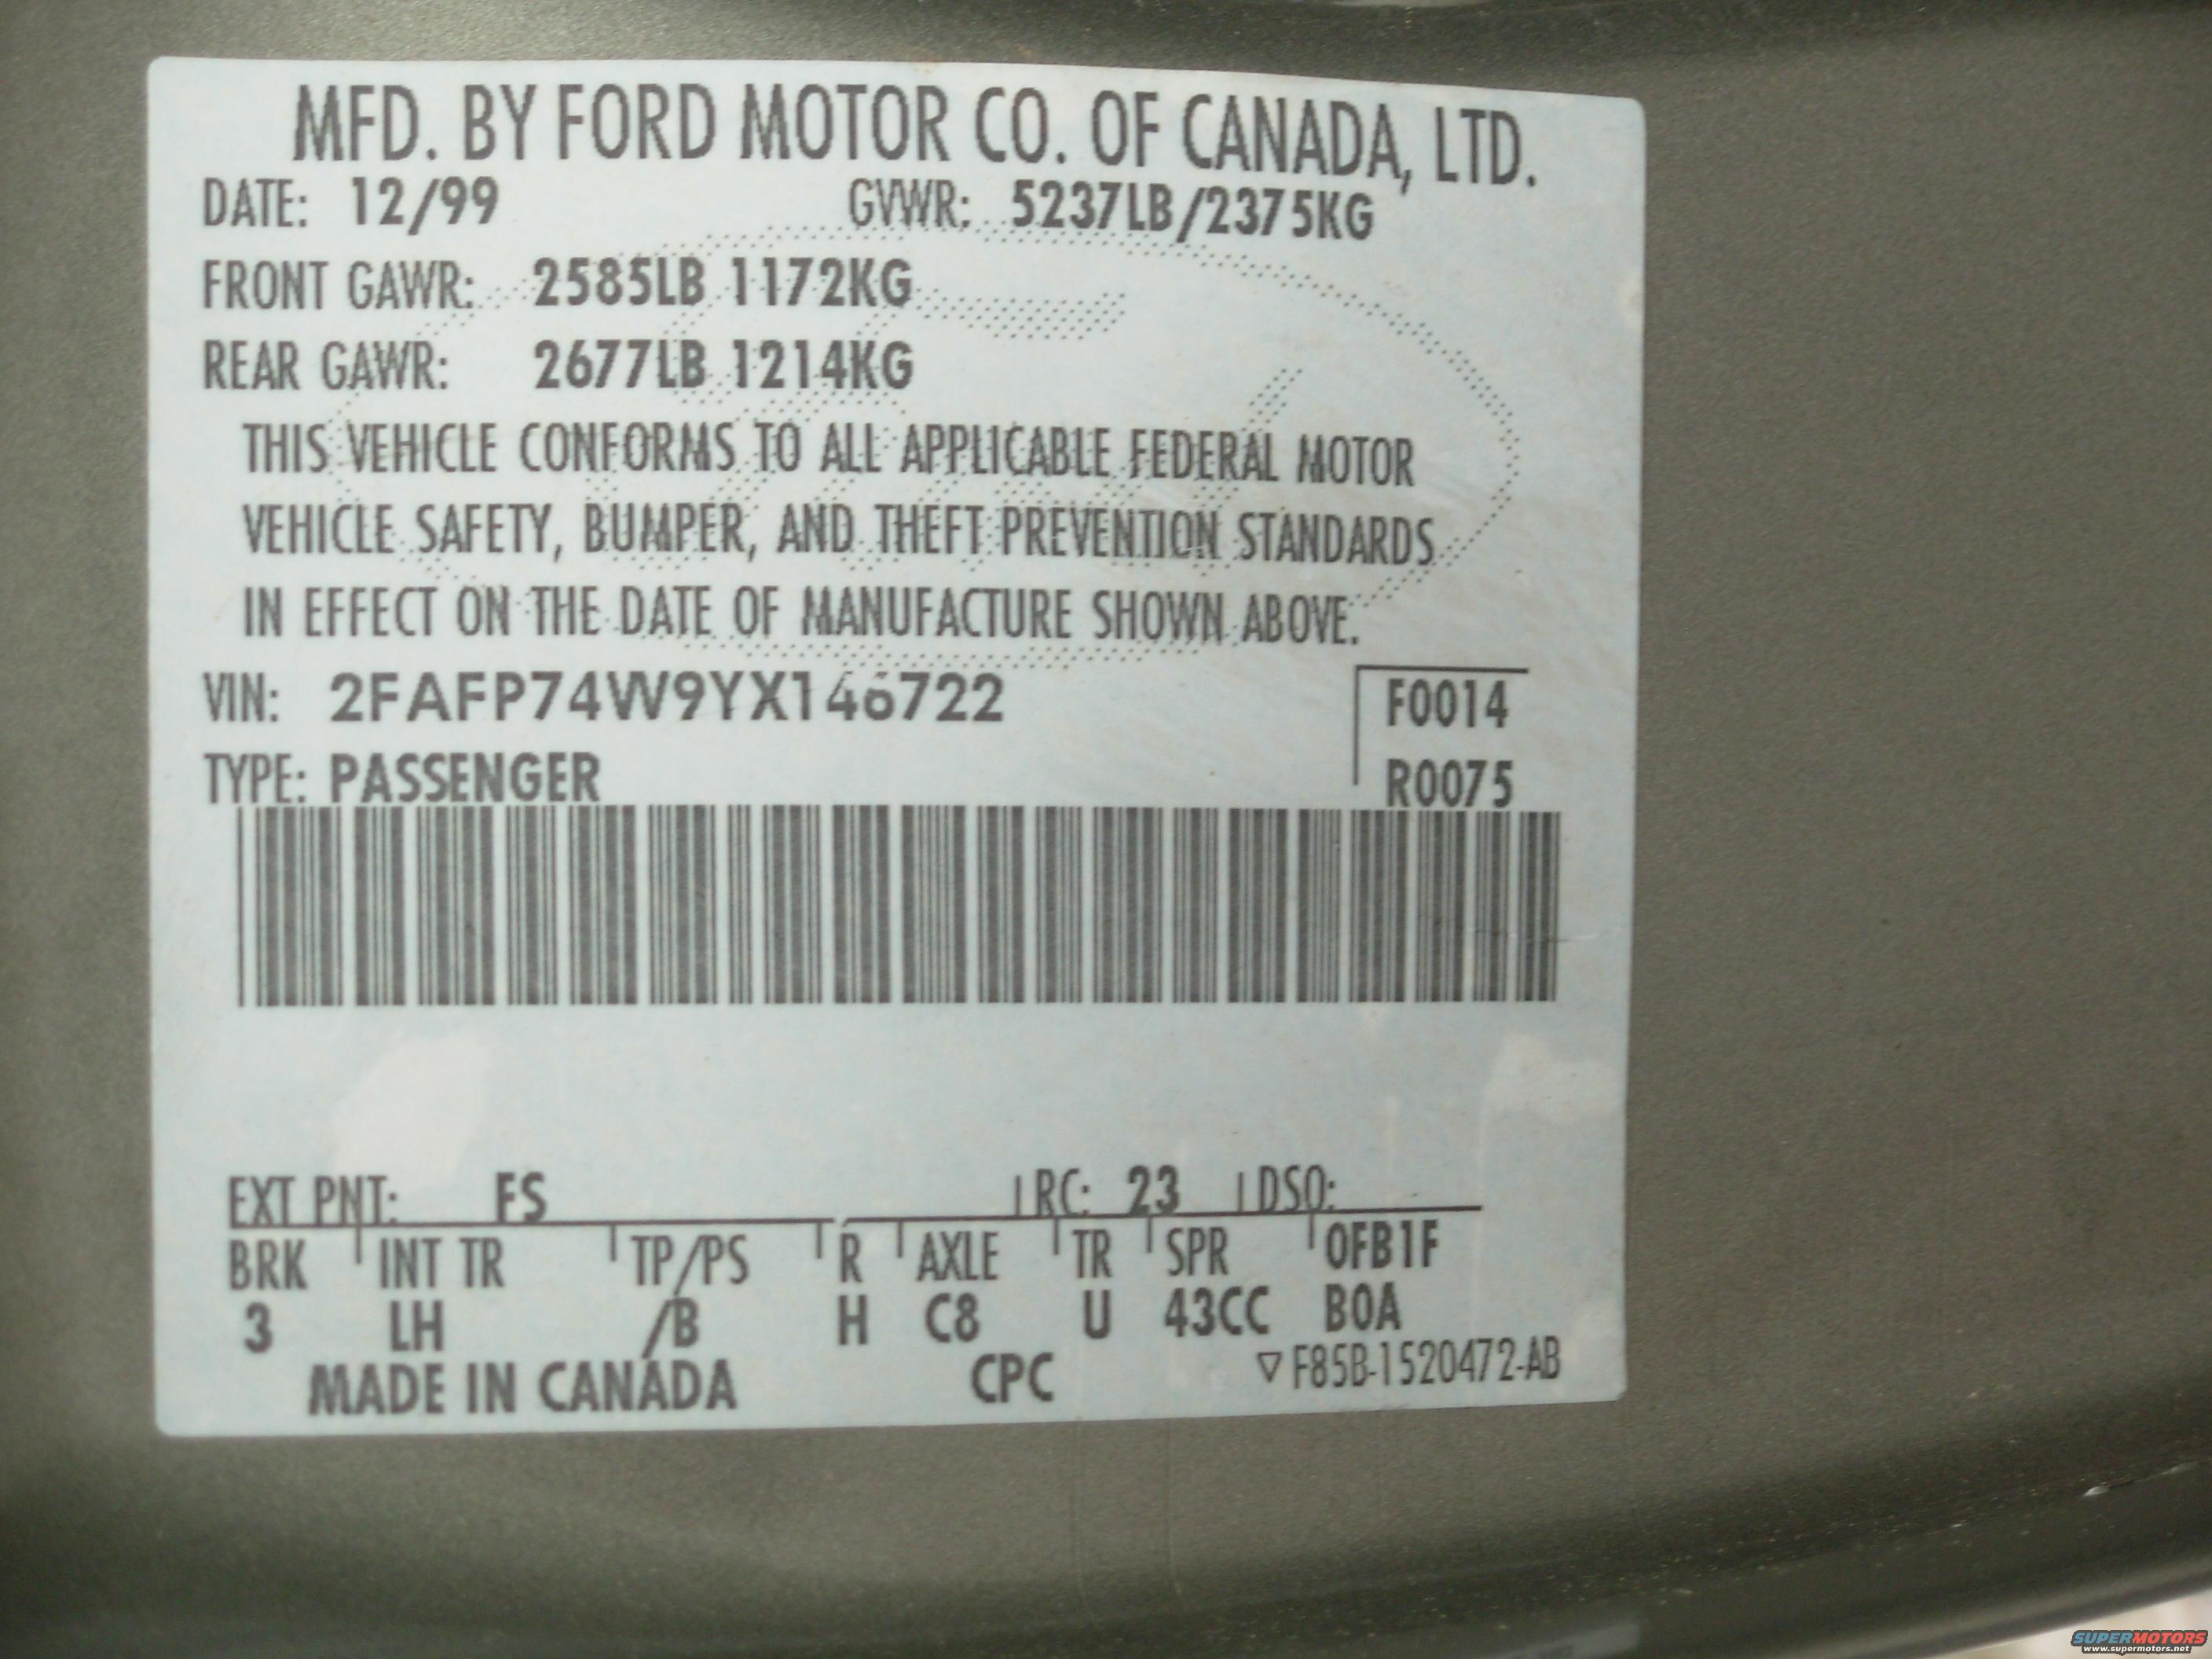 MFD. BY FORD MOTOR CO. OF CANADA, LTD.
DATE: 12/99 GVWR: 5237LB/2375KG
FRONT GAWR: 2585LB 1172KG
REAR GAWR: 2677LB 1214KG
THIS VEHICLE CONFORMS TO ALL APPLICABLE FEDERAL MOTOR
VEHICLE SAFETY, BUMPER, AND THEFT PREVENTION STANDARDS
IN EFFECT ON THE DATE OF MANUFACTURE SHOWN ABOVE.
VIN: 2FAFP74W9YX146722 F0014
TYPE: PASSENGER R0075
EXT PNT: FS RC: 23 DSO:
BRK INT TR TP/PS R AXLE TR SPR OFB1F
3 LH /B H C8 U 43CC BOA
MADE IN CANADA CPC ▽F85B-1520472-AB
SUPERMOTORS
www.supermotors.net